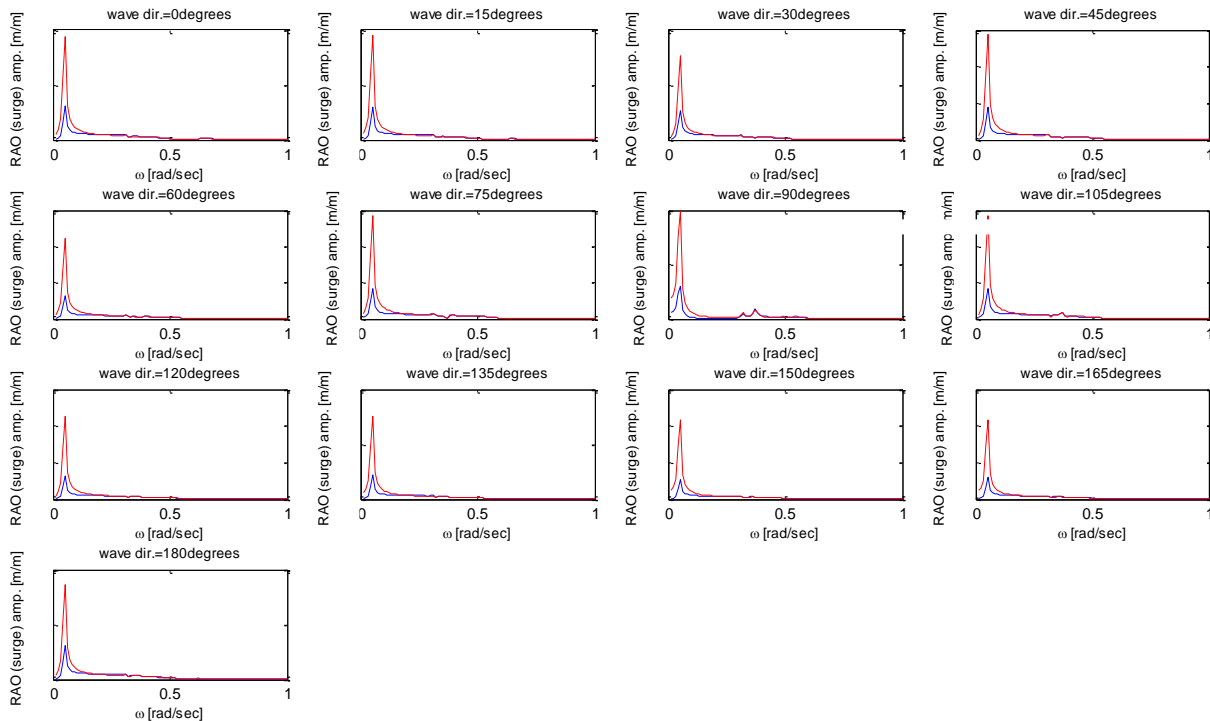 wave dir.=0degrees
RAO (surge) amp. [m/m]
0 0.5 1
ω [rad/sec]
wave dir.=15degrees
RAO (surge) amp. [m/m]
0 0.5 1
ω [rad/sec]
wave dir.=30degrees
RAO (surge) amp. [m/m]
0 0.5 1
ω [rad/sec]
wave dir.=45degrees
RAO (surge) amp. [m/m]
0 0.5 1
ω [rad/sec]
wave dir.=60degrees
RAO (surge) amp. [m/m]
0 0.5 1
ω [rad/sec]
wave dir.=75degrees
RAO (surge) amp. [m/m]
0 0.5 1
ω [rad/sec]
wave dir.=90degrees
RAO (surge) amp. [m/m]
0 0.5 1
ω [rad/sec]
wave dir.=105degrees
RAO (surge) amp m/m]
0 0.5 1
ω [rad/sec]
wave dir.=120degrees
RAO (surge) amp. [m/m]
0 0.5 1
ω [rad/sec]
wave dir.=135degrees
RAO (surge) amp. [m/m]
0 0.5 1
ω [rad/sec]
wave dir.=150degrees
RAO (surge) amp. [m/m]
0 0.5 1
ω [rad/sec]
wave dir.=165degrees
RAO (surge) amp. [m/m]
0 0.5 1
ω [rad/sec]
wave dir.=180degrees
RAO (surge) amp. [m/m]
0 0.5 1
ω [rad/sec]